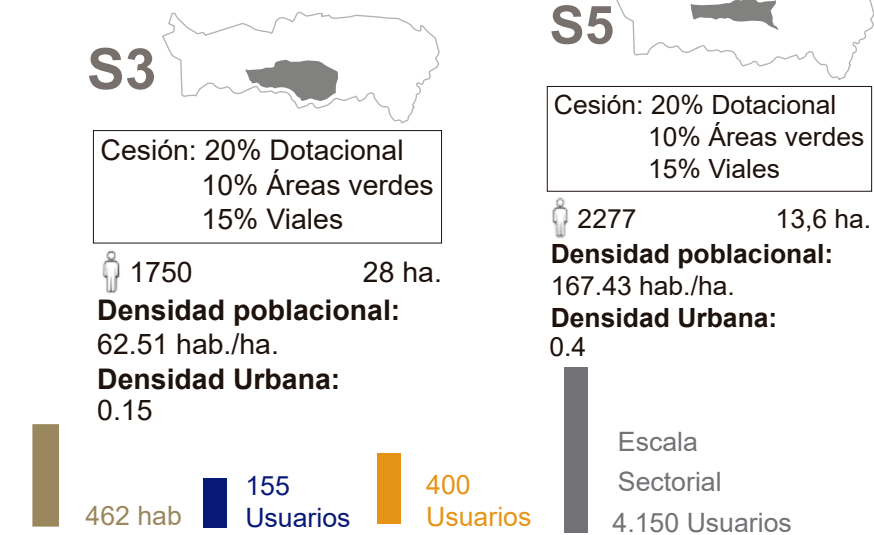 S3
Cesión: 20% Dotacional
10% Áreas verdes
15% Viales
1750 28 ha.
Densidad poblacional:
62.51 hab./ha.
Densidad Urbana:
0.15
S5
Cesión: 20% Dotacional
10% Áreas verdes
15% Viales
2277 13,6 ha.
Densidad poblacional:
167.43 hab./ha.
Densidad Urbana:
0.4
462 hab
155
Usuarios
400
Usuarios
Escala
Sectorial
4.150 Usuarios